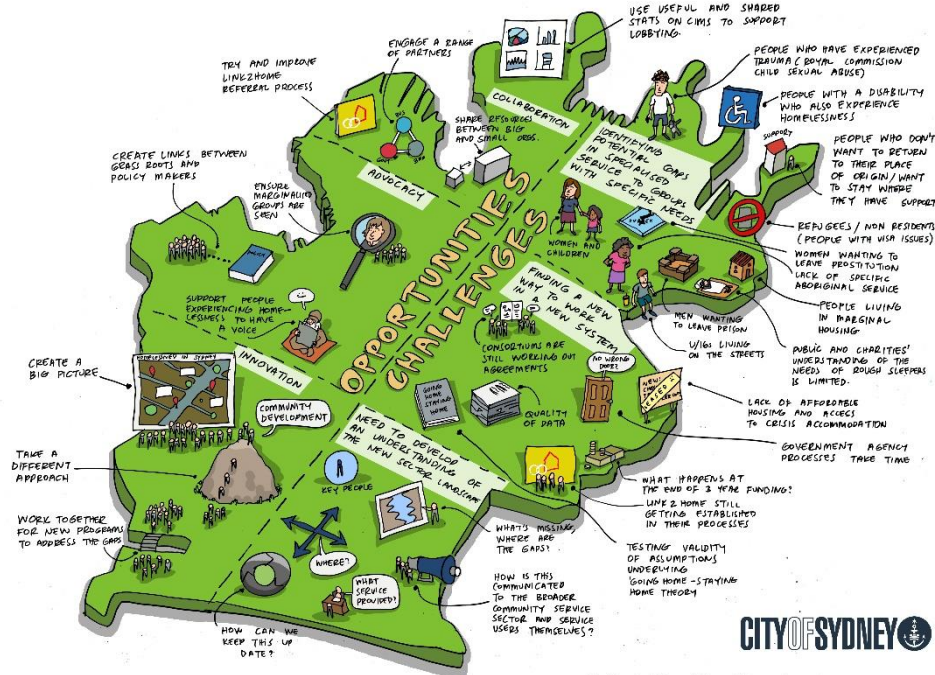 USE USEFUL AND SHARED
STATS ON CIMS TO SUPPORT
LOBBYING.
ENGAGE A RANGE
OF PARTNERS
TRY AND IMPROVE
LINK2HOME
REFERRAL PROCESS
PEOPLE WHO HAVE EXPERIENCED
TRAUMA (ROYAL COMMISSION
CHILD SEXUAL ABUSE)
PEOPLE WITH A DISABILITY
WHO ALSO EXPERIENCE
HOMELESSNESS
COLLABORATION
SHARE RESOURCES
BETWEEN BIG
AND SMALL ORGS.
IDENTIFYING
POTENTIAL GAPS
IN SPECIALISED
SERVICE TO GROUPS
WITH SPECIFIC NEEDS
SUPPORT
PEOPLE WHO DON'T
WANT TO RETURN
TO THEIR PLACE
OF ORIGIN/WANT
TO STAY WHERE
THEY HAVE SUPPORT
CREATE LINKS BETWEEN
GRASS ROOTS AND
POLICY MAKERS
ADVOCACY
ENSURE
MARGINALISED
GROUPS ARE
SEEN
POLICY
OPPORTUNITIES
CHALLENGES
WOMEN AND
CHILDREN
REFUGEES / NON RESIDENTS
(PEOPLE WITH VISA ISSUES)
WOMEN WANTING TO
LEAVE PROSTITUTION
LACK OF SPECIFIC
ABORIGINAL SERVICE
PEOPLE LIVING
IN MARGINAL
HOUSING
MEN WANTING
TO LEAVE PRISON
U/16s LIVING
ON THE STREETS
PUBLIC AND CHARITIES'
UNDERSTANDING OF THE
NEEDS OF ROUGH SLEEPERS
IS LIMITED.
FINDING A NEW
WAY TO WORK
IN A
NEW SYSTEM
CONSORTIUMS ARE
STILL WORKING OUT
AGREEMENTS
SUPPORT PEOPLE
EXPERIENCING HOME-
LESSNESS TO HAVE
A VOICE
INNOVATION
CREATE A
BIG PICTURE
HOMELESSNESS IN SYDNEY
COMMUNITY
DEVELOPMENT
GOING
HOME
STAYING
HOME
QUALITY
OF DATA
NO WRONG
DOOR?
LEASED
LACK OF AFFORDABLE
HOUSING AND ACCESS
TO CRISIS ACCOMMODATION
GOVERNMENT AGENCY
PROCESSES TAKE TIME
NEED TO DEVELOP
AN UNDERSTANDING OF
THE NEW SECTOR LANDSCAPE
KEY PEOPLE
TAKE A
DIFFERENT
APPROACH
WORK TOGETHER
FOR NEW PROGRAMS
TO ADDRESS THE GAPS
WHAT HAPPENS AT
THE END OF 3 YEAR FUNDING?
LINK 2 HOME STILL
GETTING ESTABLISHED
IN THEIR PROCESSES
WHAT'S MISSING,
WHERE ARE
THE GAPS?
WHERE?
WHAT
SERVICE
PROVIDED?
TESTING VALIDITY
OF ASSUMPTIONS
UNDERLYING
'GOING HOME-STAYING
HOME THEORY
HOW IS THIS
COMMUNICATED
TO THE BROADER
COMMUNITY SERVICE
SECTOR AND SERVICE
USERS THEMSELVES?
HOW CAN WE
KEEP THIS UP
DATE?
CITY OF SYDNEY